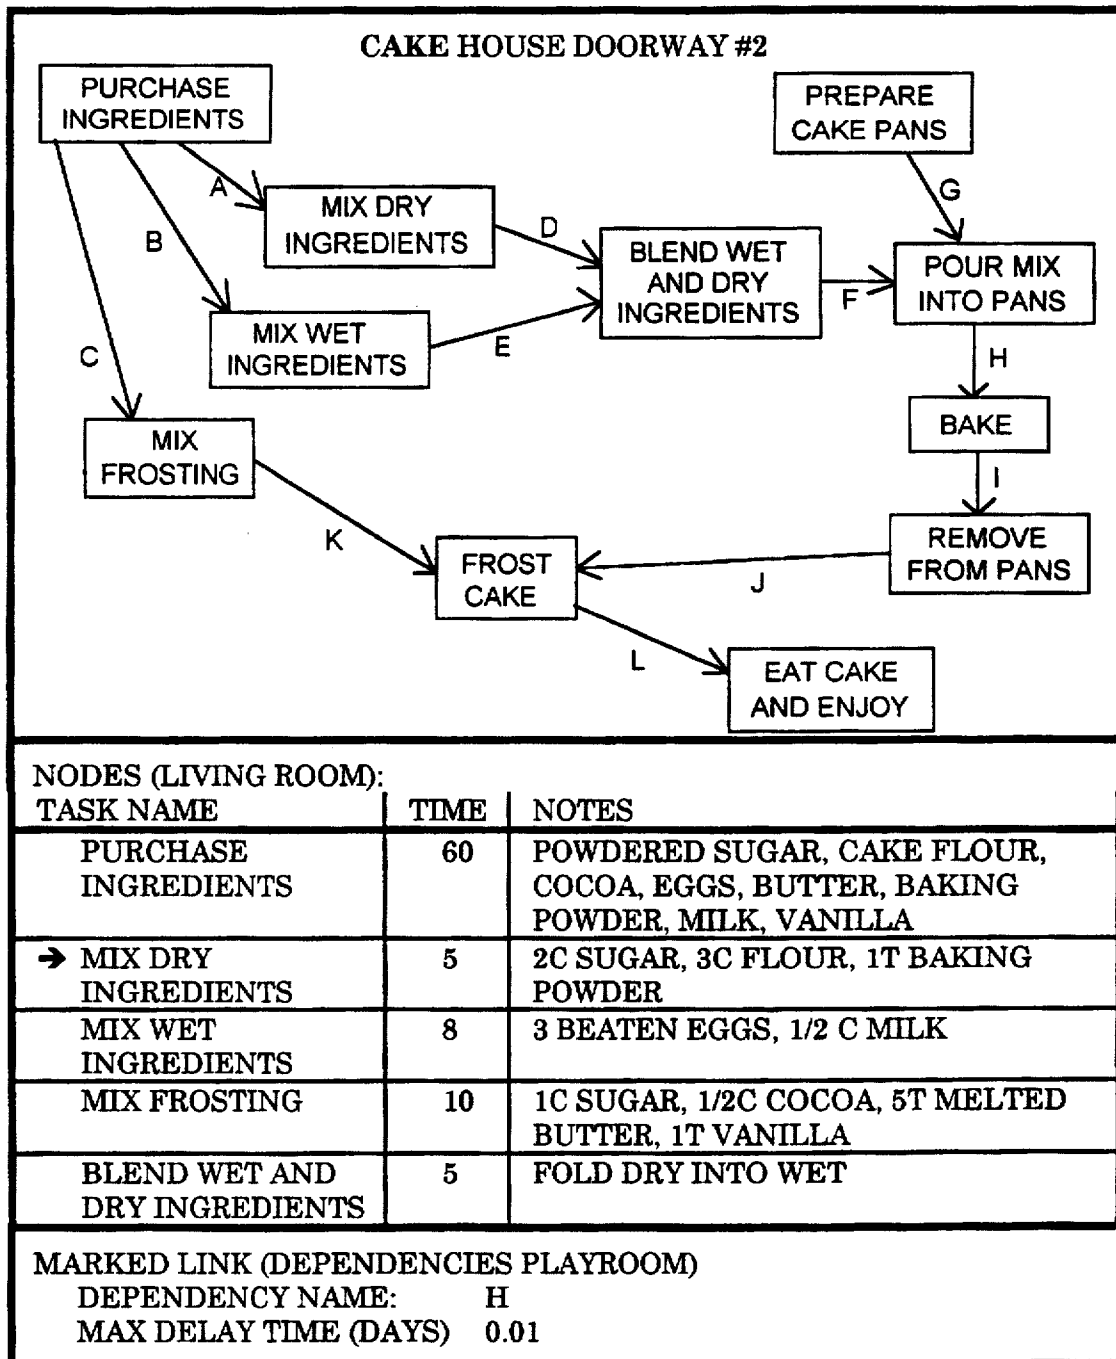 CAKE HOUSE DOORWAY #2
PURCHASE
INGREDIENTS
PREPARE
CAKE PANS
A
G
MIX DRY
INGREDIENTS
D
B
BLEND WET
AND DRY
INGREDIENTS
POUR MIX
INTO PANS
F
MIX WET
INGREDIENTS
E
C
H
MIX
FROSTING
BAKE
I
K
FROST
CAKE
REMOVE
FROM PANS
J
L
EAT CAKE
AND ENJOY
NODES (LIVING ROOM):
TASK NAME TIME NOTES
PURCHASE 60 POWDERED SUGAR, CAKE FLOUR,
INGREDIENTS COCOA, EGGS, BUTTER, BAKING
POWDER, MILK, VANILLA
➔ MIX DRY 5 2C SUGAR, 3C FLOUR, 1T BAKING
INGREDIENTS POWDER
MIX WET 8 3 BEATEN EGGS, 1/2 C MILK
INGREDIENTS
MIX FROSTING 10 1C SUGAR, 1/2C COCOA, 5T MELTED
BUTTER, 1T VANILLA
BLEND WET AND 5 FOLD DRY INTO WET
DRY INGREDIENTS
MARKED LINK (DEPENDENCIES PLAYROOM)
DEPENDENCY NAME: H
MAX DELAY TIME (DAYS) 0.01